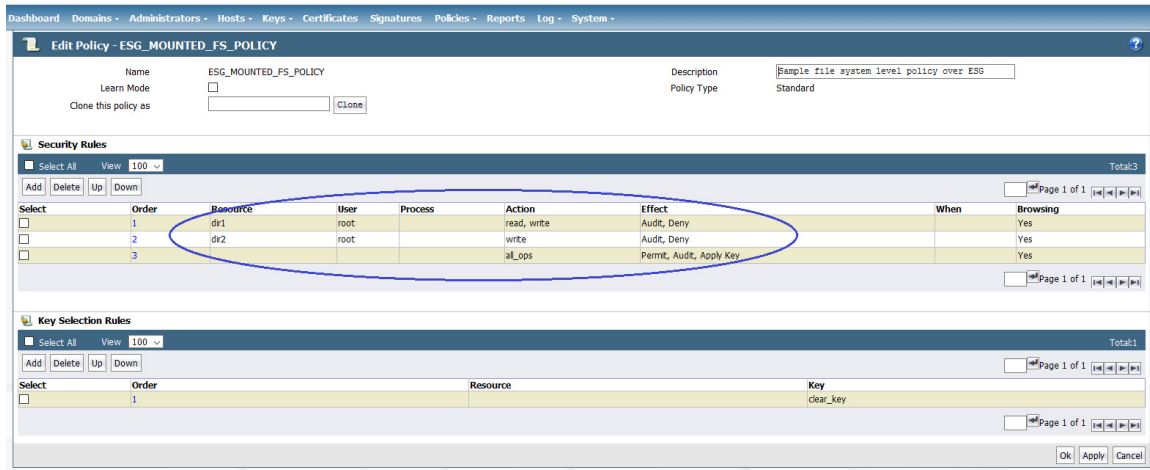 Dashboard Domains Administrators Hosts Keys Certificates Signatures Policies Reports Log System
Edit Policy - ESG_MOUNTED_FS_POLICY ?
Name ESG_MOUNTED_FS_POLICY Description Sample file system level policy over ESG
Learn Mode Policy Type Standard
Clone this policy as Clone
Security Rules
Select All View 100 Total:3
Add Delete Up Down Page 1 of 1
Select Order Resource User Process Action Effect When Browsing
1 dir1 root read, write Audit, Deny Yes
2 dir2 root write Audit, Deny Yes
3 all_ops Permit, Audit, Apply Key Yes
Page 1 of 1
Key Selection Rules
Select All View 100 Total:1
Add Delete Up Down Page 1 of 1
Select Order Resource Key
1 clear_key
Page 1 of 1
Ok Apply Cancel